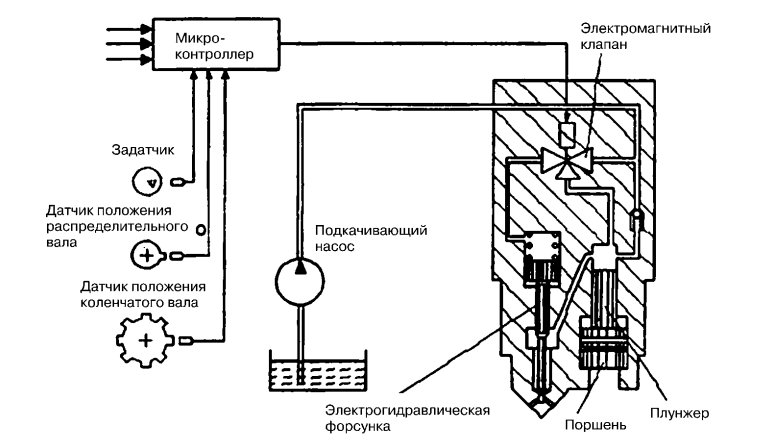 Микро-
контроллер
Электромагнитный
клапан
Задатчик
Датчик положения
распределительного
вала
Подкачивающий
насос
Датчик положения
коленчатого вала
Электрогидравлическая
форсунка
Поршень
Плунжер